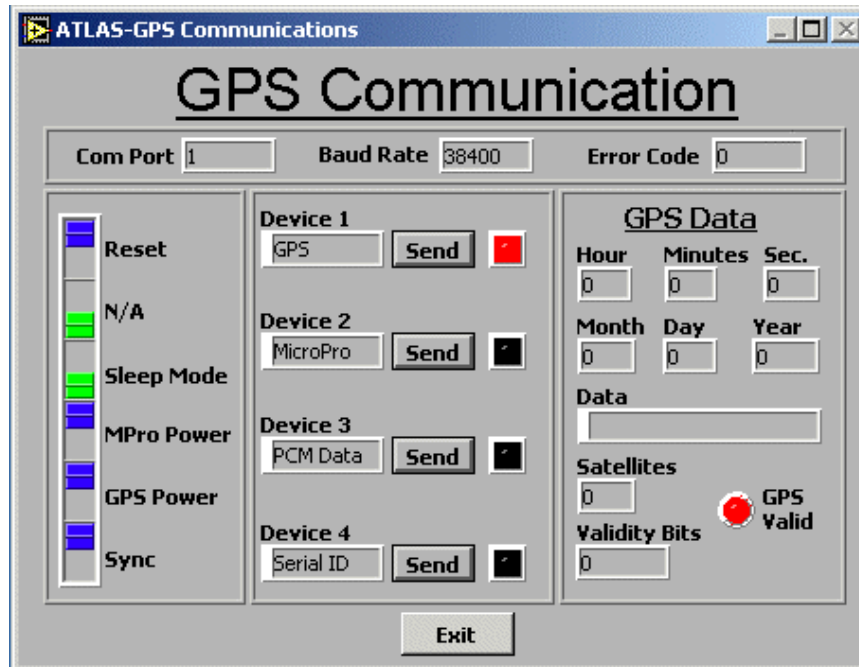 ATLAS-GPS Communications
GPS Communication
Com Port 1 Baud Rate 38400 Error Code 0
Reset
N/A
Sleep Mode
MPro Power
GPS Power
Sync
Device 1
GPS Send
Device 2
MicroPro Send
Device 3
PCM Data Send
Device 4
Serial ID Send
GPS Data
Hour Minutes Sec.
0 0 0
Month Day Year
0 0 0
Data
Satellites
0
GPS Valid
Validity Bits
0
Exit